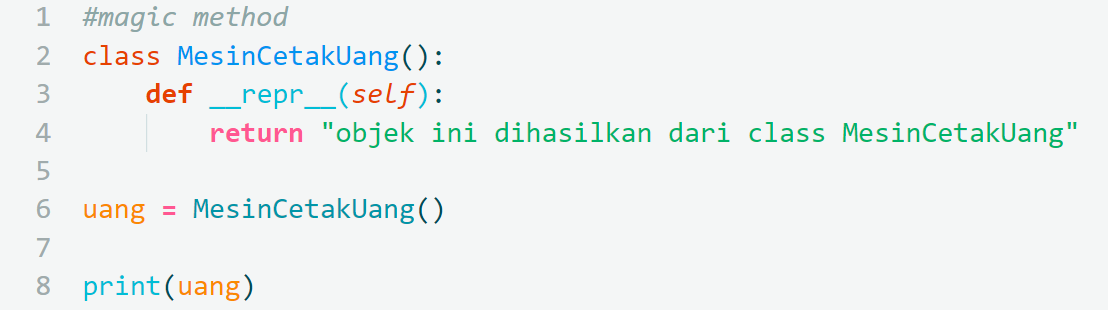 1 #magic method
2 class MesinCetakUang():
3     def __repr__(self):
4         return "objek ini dihasilkan dari class MesinCetakUang"
5
6 uang = MesinCetakUang()
7
8 print(uang)